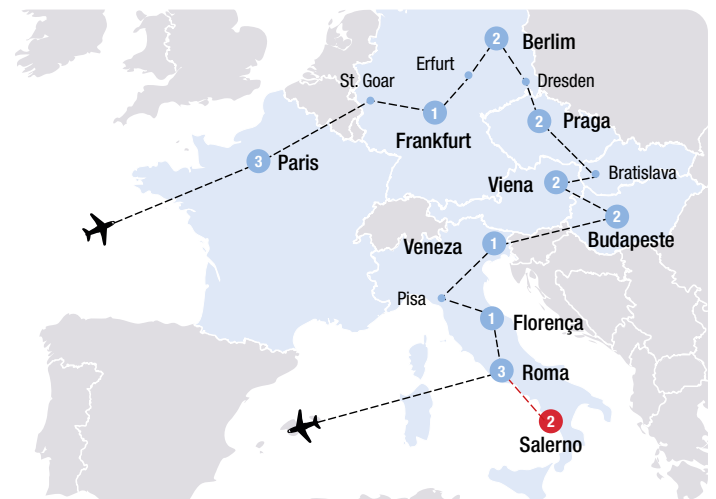 2
Berlim
Erfurt
St. Goar
Dresden
1
Frankfurt
2
Praga
3
Paris
Bratislava
Viena
2
2
Budapeste
Veneza
1
Pisa
1
Florença
3
Roma
2
Salerno